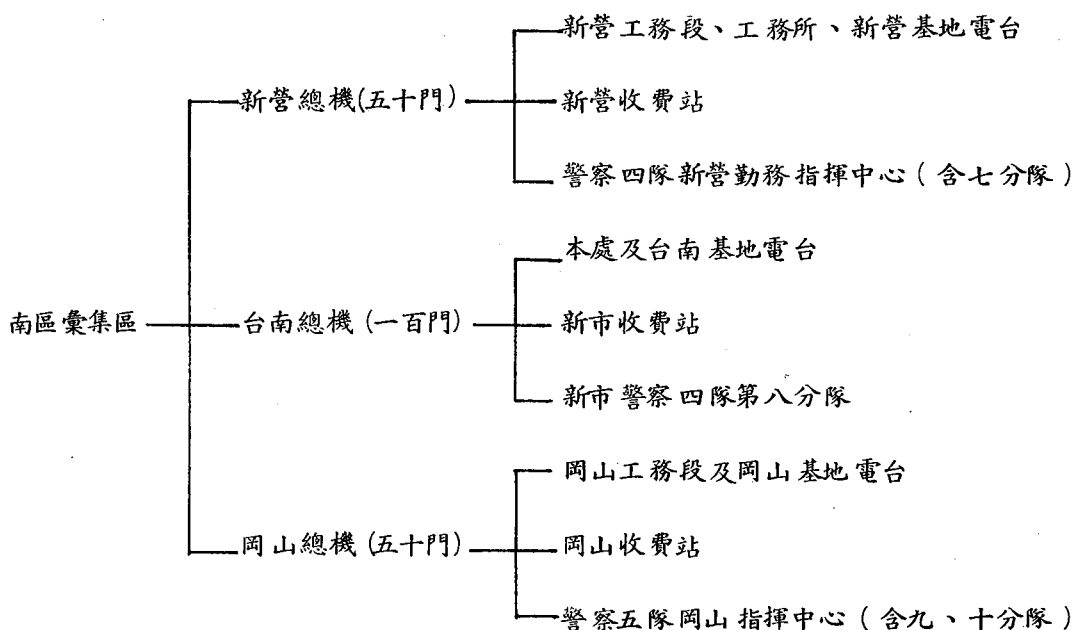 新營工務段、工務所、新營基地電台
新營總機(五十門)
新營收費站
警察四隊新營勤務指揮中心(含七分隊)
本處及台南基地電台
南區彙集區
台南總機(一百門)
新市收費站
新市警察四隊第八分隊
岡山工務段及岡山基地電台
岡山總機(五十門)
岡山收費站
警察五隊岡山指揮中心(含九、十分隊)